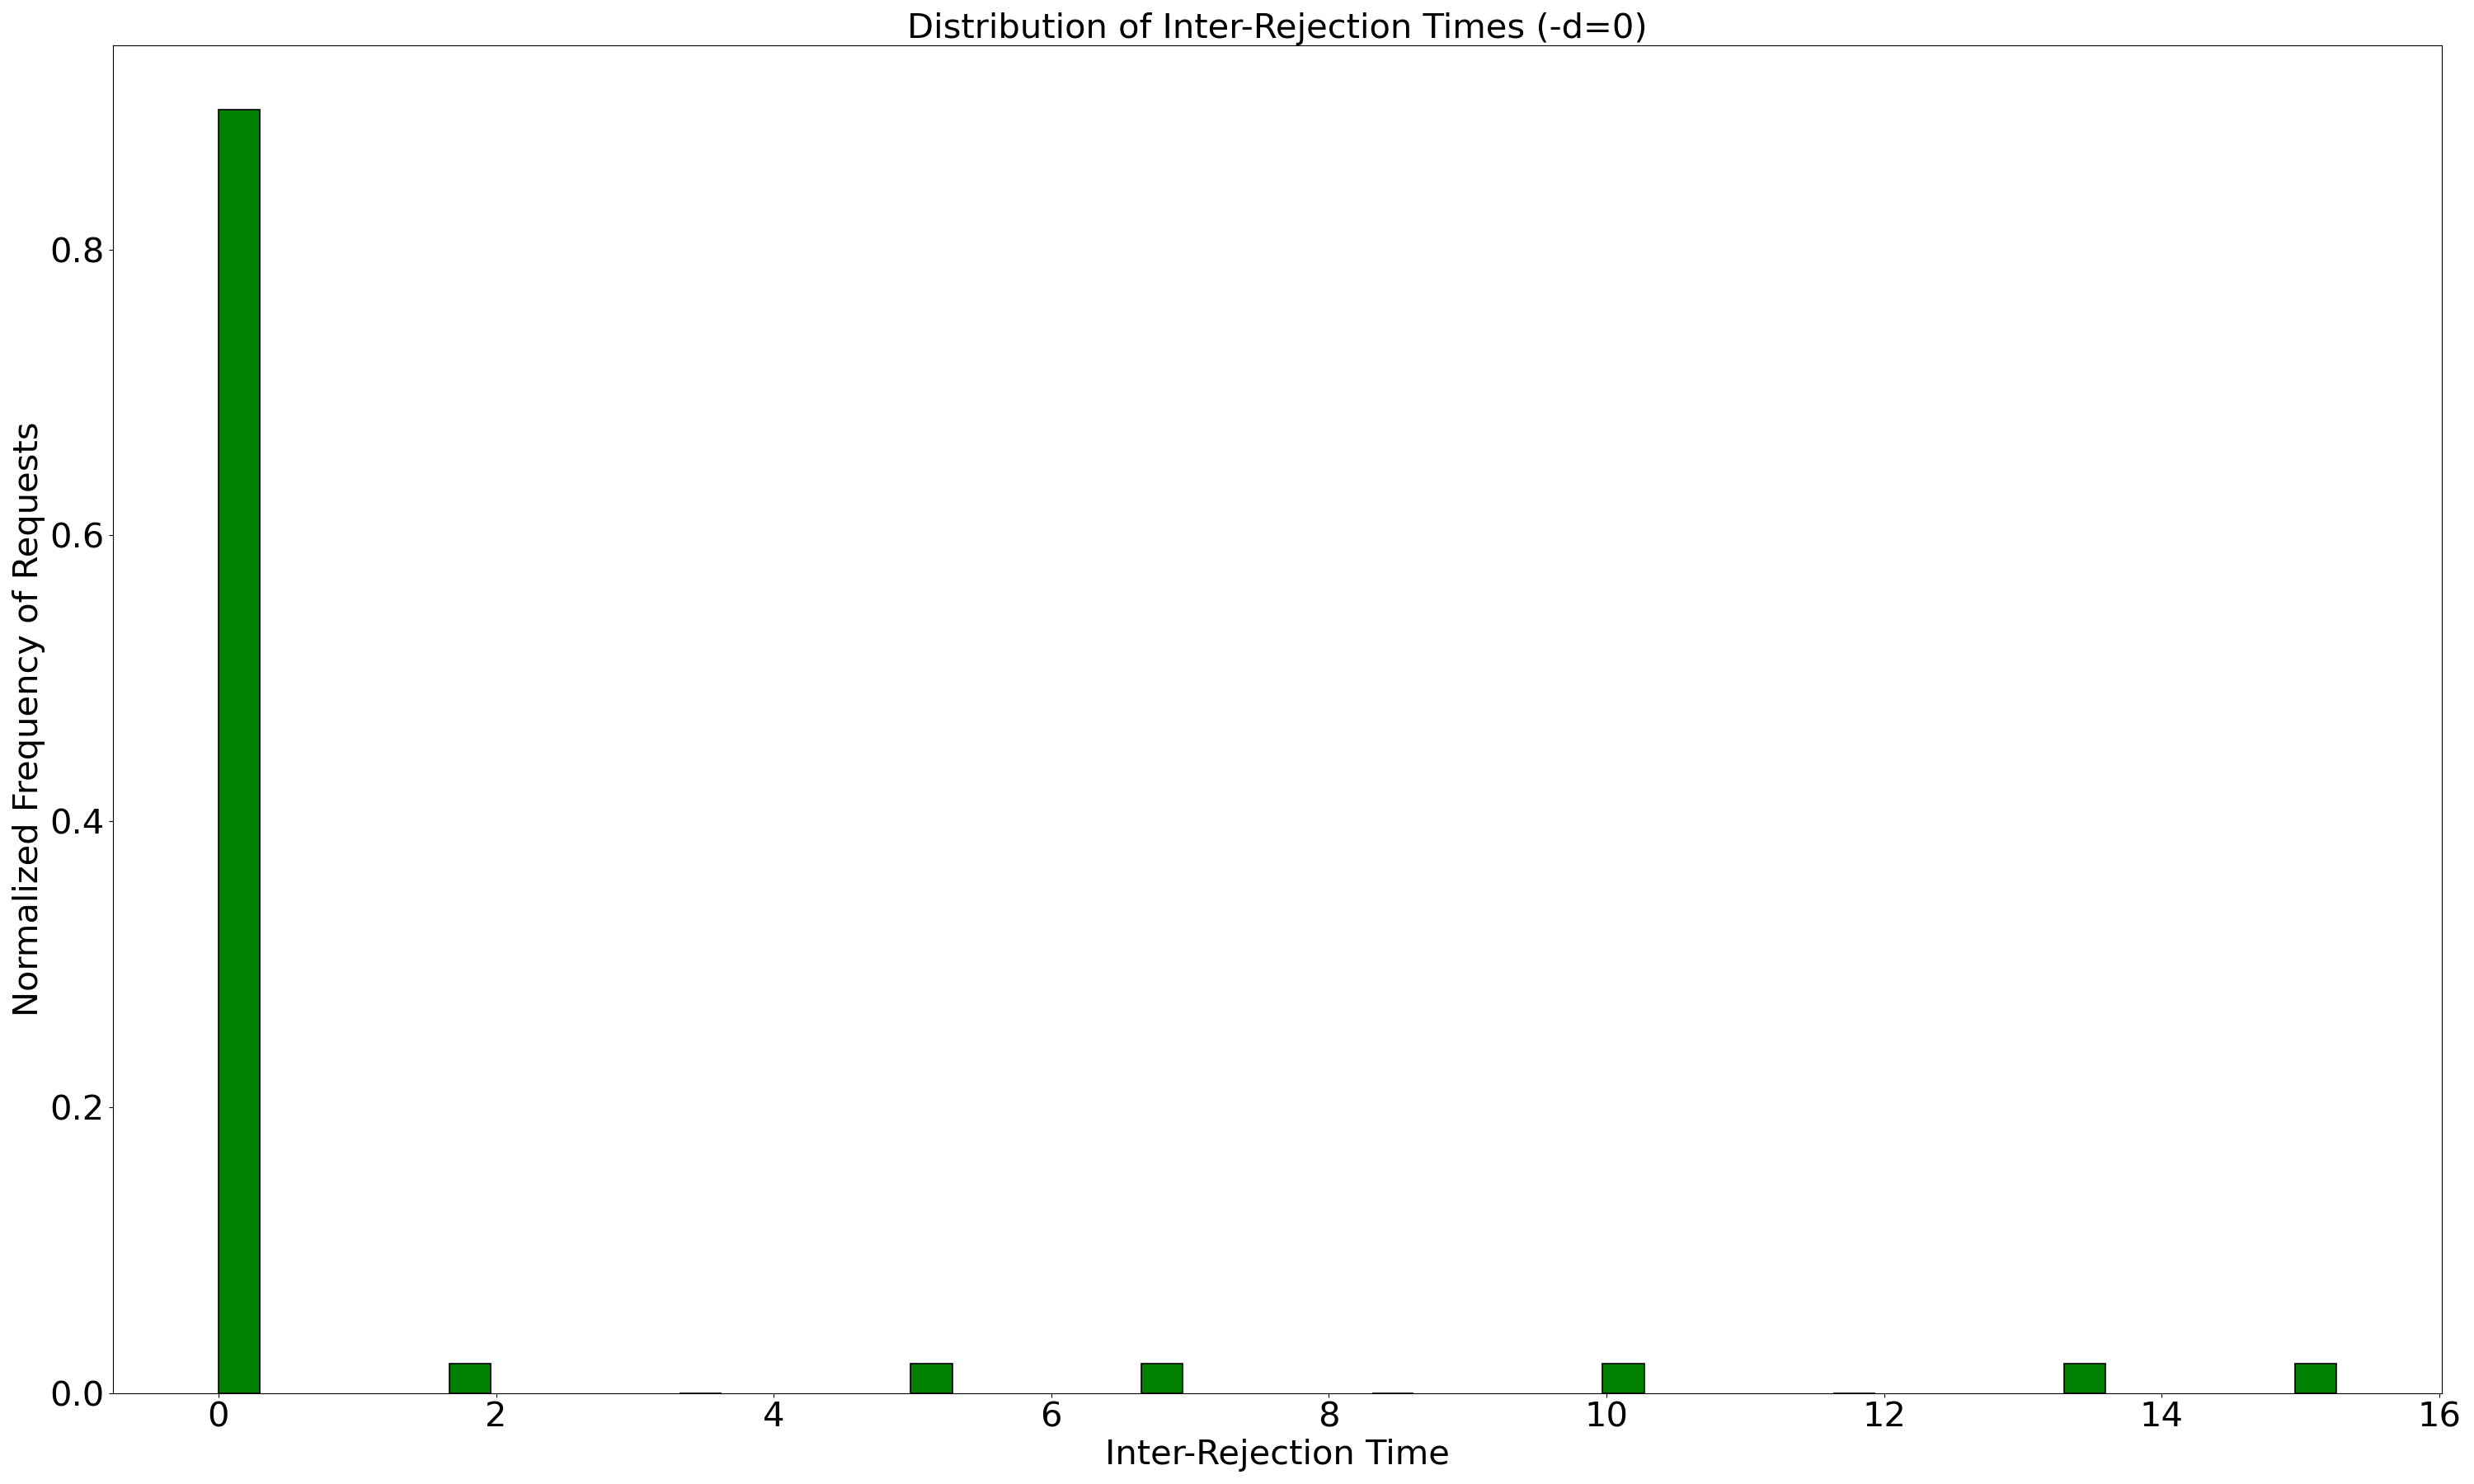 Distribution of Inter-Rejection Times (-d=0)
Normalized Frequency of Requests
0.8
0.6
0.4
0.2
0.0
0 2 4 6 8 10 12 14 16
Inter-Rejection Time